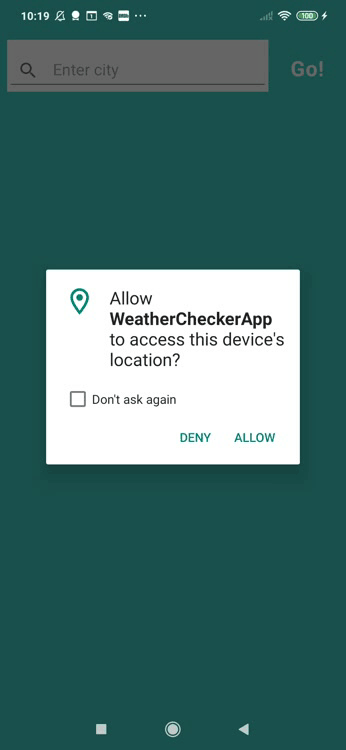 10:19
100
Enter city
Go!
Allow
WeatherCheckerApp
to access this device's
location?
Don't ask again
DENY
ALLOW